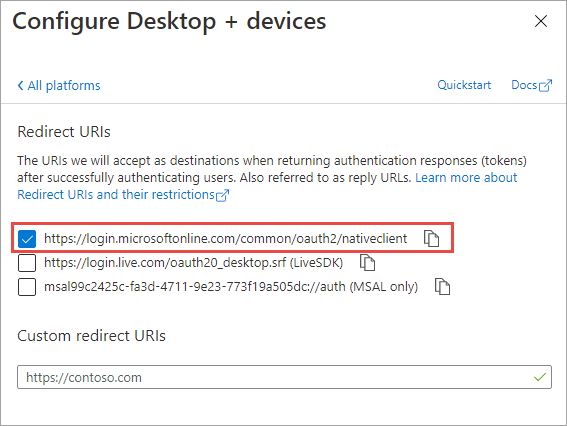 Configure Desktop + devices
All platforms
Quickstart
Docs
Redirect URIs
The URIs we will accept as destinations when returning authentication responses (tokens)
after successfully authenticating users. Also referred to as reply URLs. Learn more about
Redirect URIs and their restrictions
https://login.microsoftonline.com/common/oauth2/nativeclient
https://login.live.com/oauth20_desktop.srf (LiveSDK)
msal99c2425c-fa3d-4711-9e23-773f19a505dc://auth (MSAL only)
Custom redirect URIs
https://contoso.com